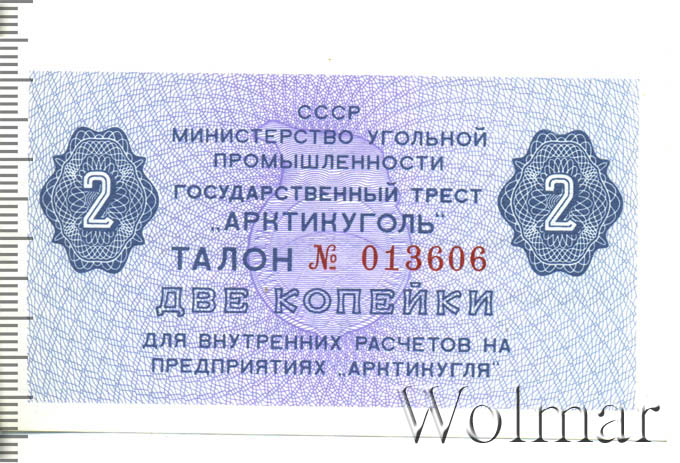 СССР
МИНИСТЕРСТВО УГОЛЬНОЙ
ПРОМЫШЛЕННОСТИ
ГОСУДАРСТВЕННЫЙ ТРЕСТ
„АРКТИКУГОЛЬ“
2
2
ТАЛОН № 013606
ДВЕ КОПЕЙКИ
ДЛЯ ВНУТРЕННИХ РАСЧЕТОВ НА
ПРЕДПРИЯТИЯХ „АРКТИКУГЛЯ“
Wolmar